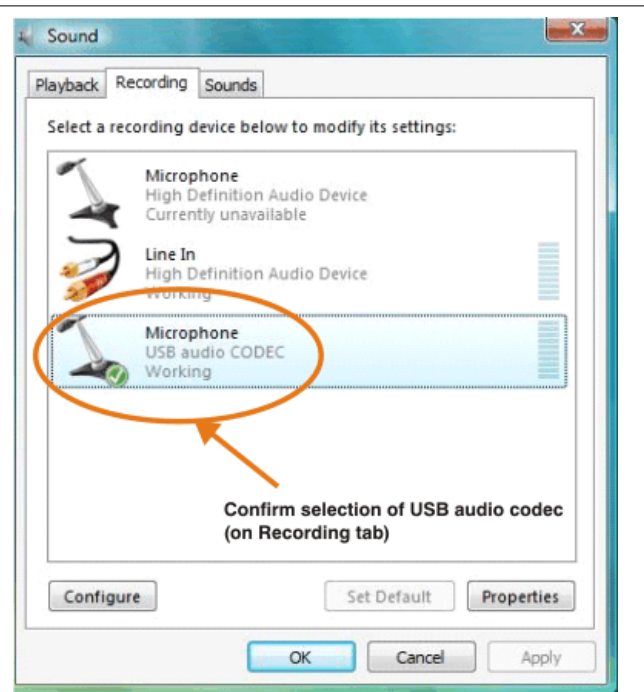 Sound
Playback Recording Sounds
Select a recording device below to modify its settings:
Microphone
High Definition Audio Device
Currently unavailable
Line In
High Definition Audio Device
Working
Microphone
USB audio CODEC
Working
Confirm selection of USB audio codec
(on Recording tab)
Configure Set Default Properties
OK Cancel Apply